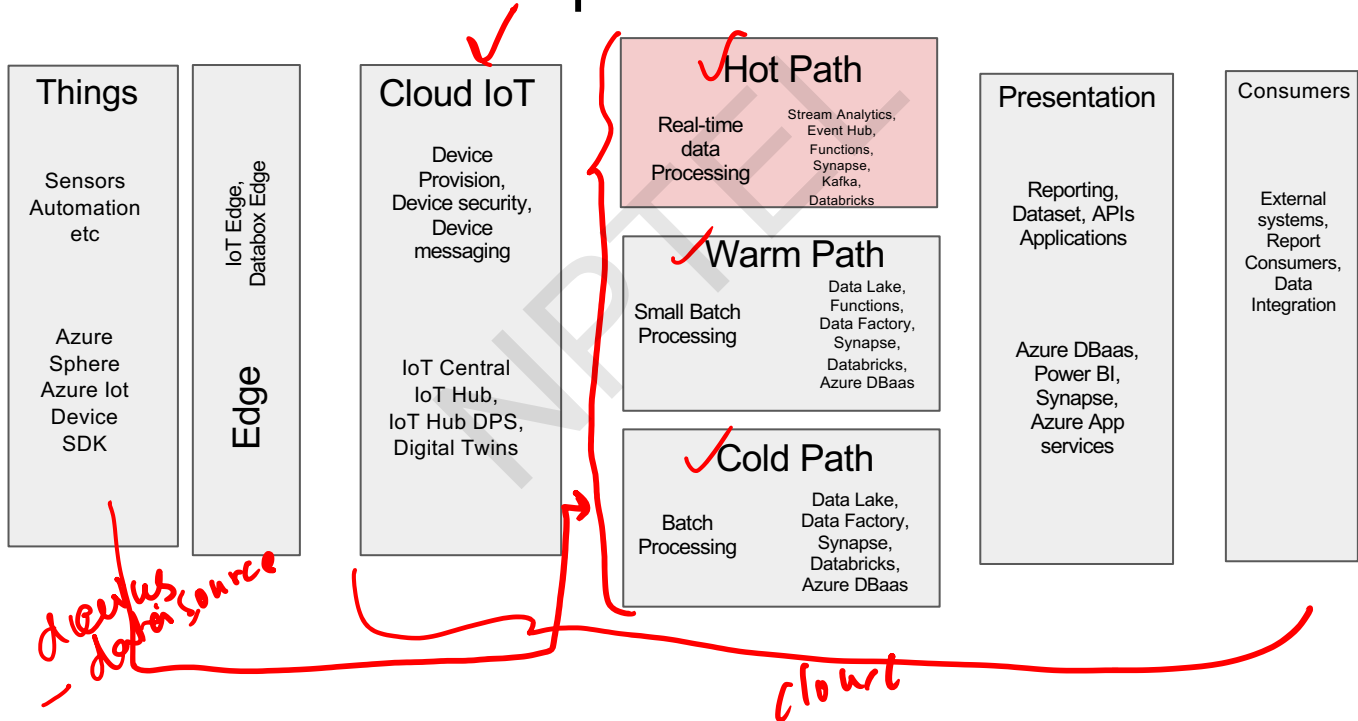 Things
Sensors
Automation
etc
Azure
Sphere
Azure Iot
Device
SDK
IoT Edge,
Databox Edge
Edge
Cloud IoT
Device
Provision,
Device security,
Device
messaging
IoT Central
IoT Hub,
IoT Hub DPS,
Digital Twins
Hot Path
Real-time
data
Processing
Stream Analytics,
Event Hub,
Functions,
Synapse,
Kafka,
Databricks
Warm Path
Small Batch
Processing
Data Lake,
Functions,
Data Factory,
Synapse,
Databricks,
Azure DBaas
Cold Path
Batch
Processing
Data Lake,
Data Factory,
Synapse,
Databricks,
Azure DBaas
Presentation
Reporting,
Dataset, APIs
Applications
Azure DBaas,
Power BI,
Synapse,
Azure App
services
Consumers
External
systems,
Report
Consumers,
Data
Integration
NPTEL
devices
data source
cloud